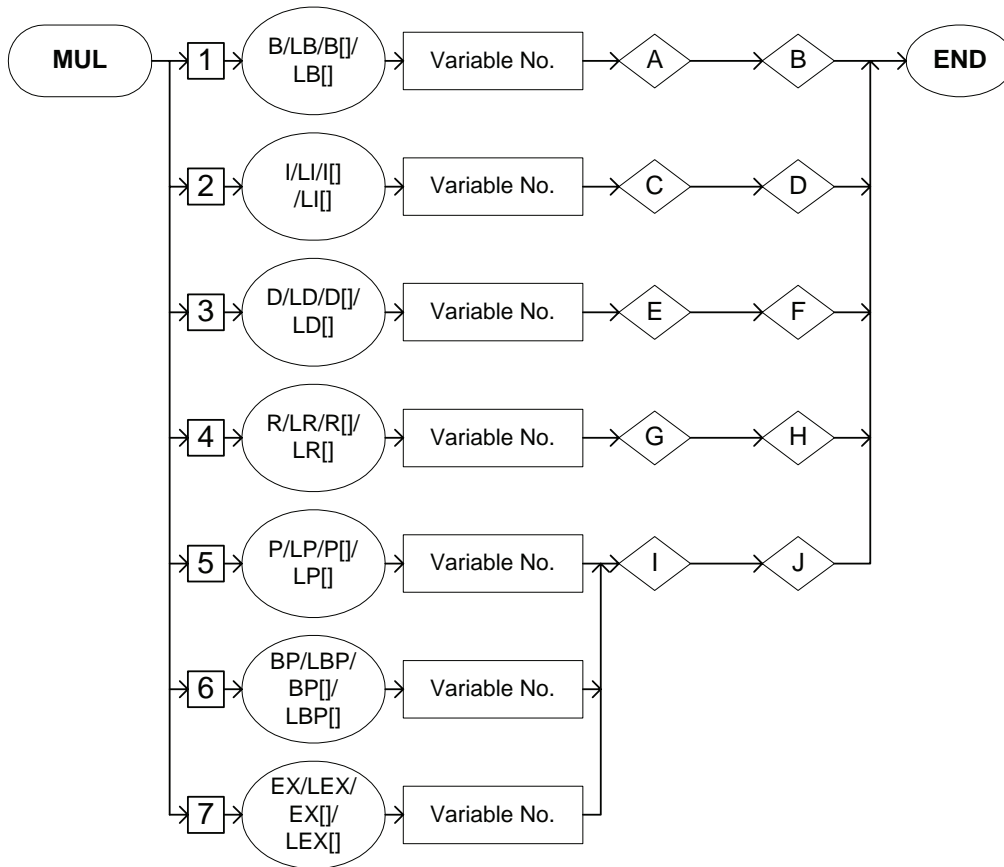 MUL
1
B/LB/B[]/
LB[]
Variable No.
A
B
END
2
I/LI/I[]
/LI[]
Variable No.
C
D
3
D/LD/D[]/
LD[]
Variable No.
E
F
4
R/LR/R[]/
LR[]
Variable No.
G
H
5
P/LP/P[]/
LP[]
Variable No.
I
J
6
BP/LBP/
BP[]/
LBP[]
Variable No.
7
EX/LEX/
EX[]/
LEX[]
Variable No.